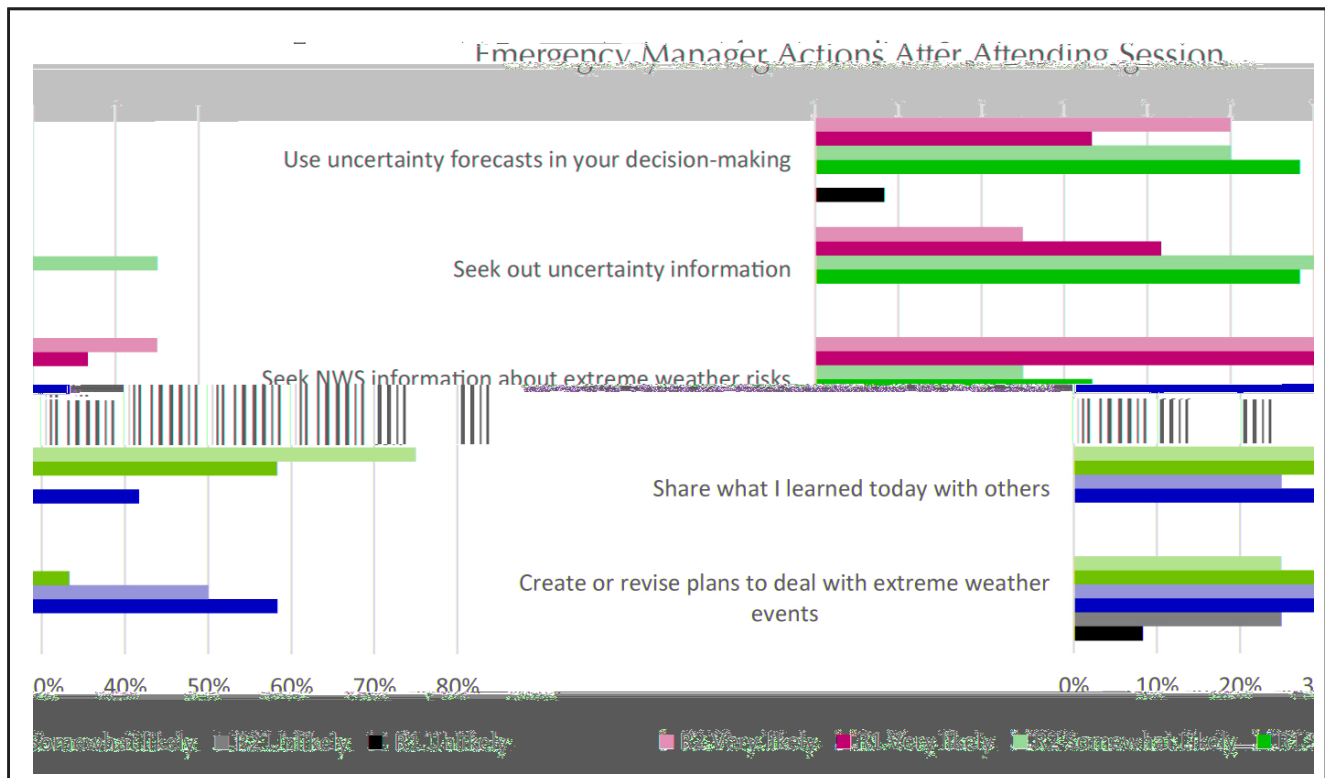 Emergency Manager Actions After Attending Session
Use uncertainty forecasts in your decision-making
Seek out uncertainty information
Seek NWS information about extreme weather risks
Share what I learned today with others
Create or revise plans to deal with extreme weather
events
0% 40% 50% 60% 70% 80% 0% 10% 20% 3